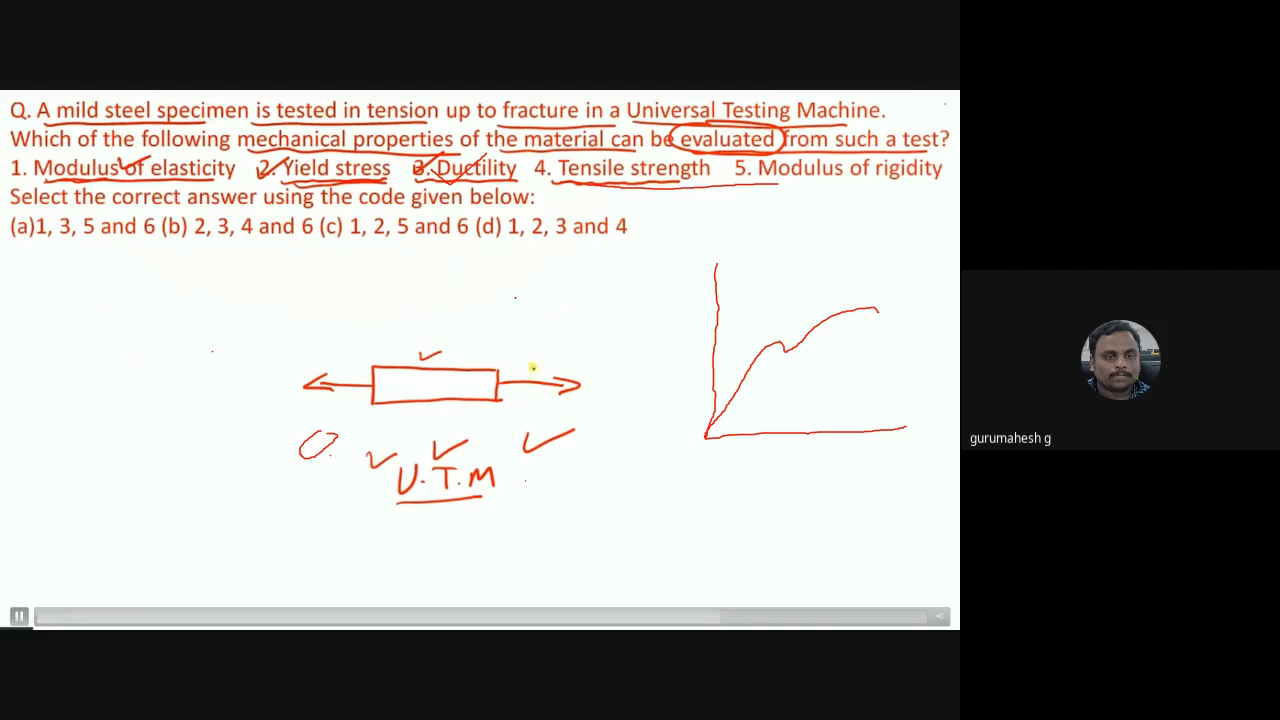 Q. A mild steel specimen is tested in tension up to fracture in a Universal Testing Machine.
Which of the following mechanical properties of the material can be evaluated from such a test?
1. Modulus of elasticity 2. Yield stress 3. Ductility 4. Tensile strength 5. Modulus of rigidity
Select the correct answer using the code given below:
(a)1, 3, 5 and 6 (b) 2, 3, 4 and 6 (c) 1, 2, 5 and 6 (d) 1, 2, 3 and 4
U.T.M
gurumahesh g